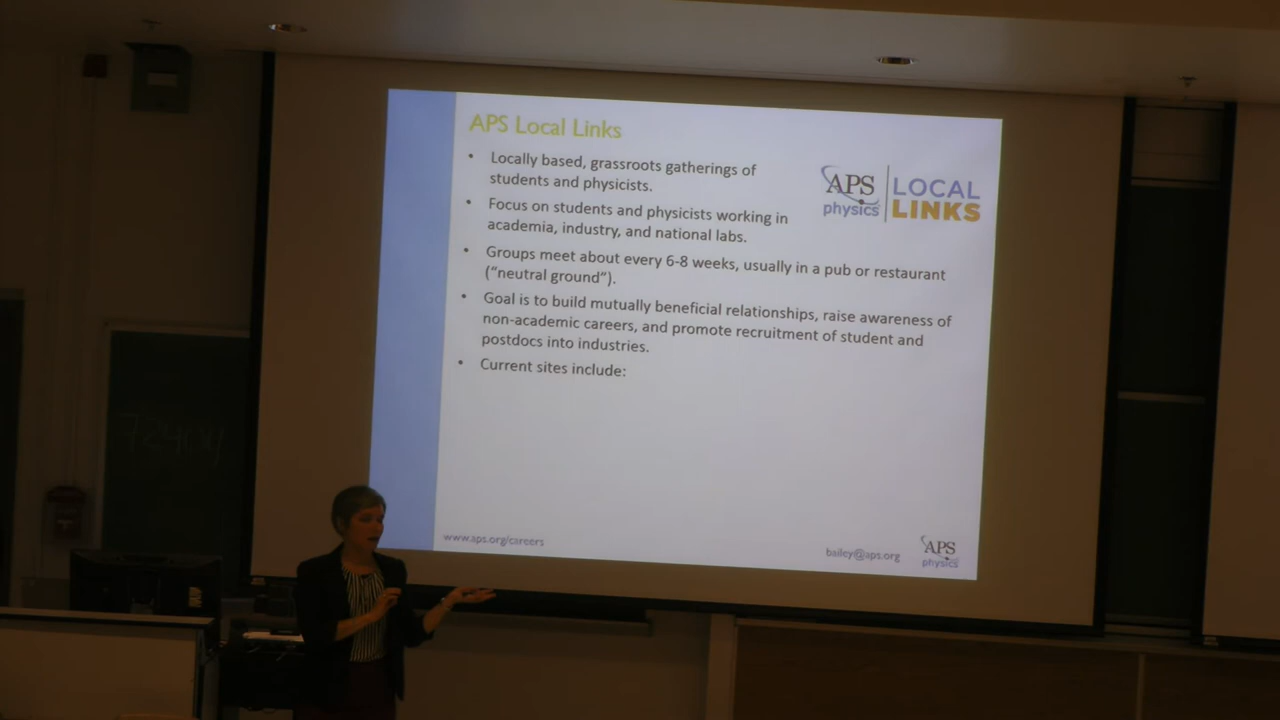 APS Local Links
• Locally based, grassroots gatherings of
students and physicists.
• Focus on students and physicists working in
academia, industry, and national labs.
• Groups meet about every 6-8 weeks, usually in a pub or restaurant
(“neutral ground”).
• Goal is to build mutually beneficial relationships, raise awareness of
non-academic careers, and promote recruitment of student and
postdocs into industries.
• Current sites include:
APS
physics
LOCAL
LINKS
www.aps.org/careers
bailey@aps.org
APS
physics